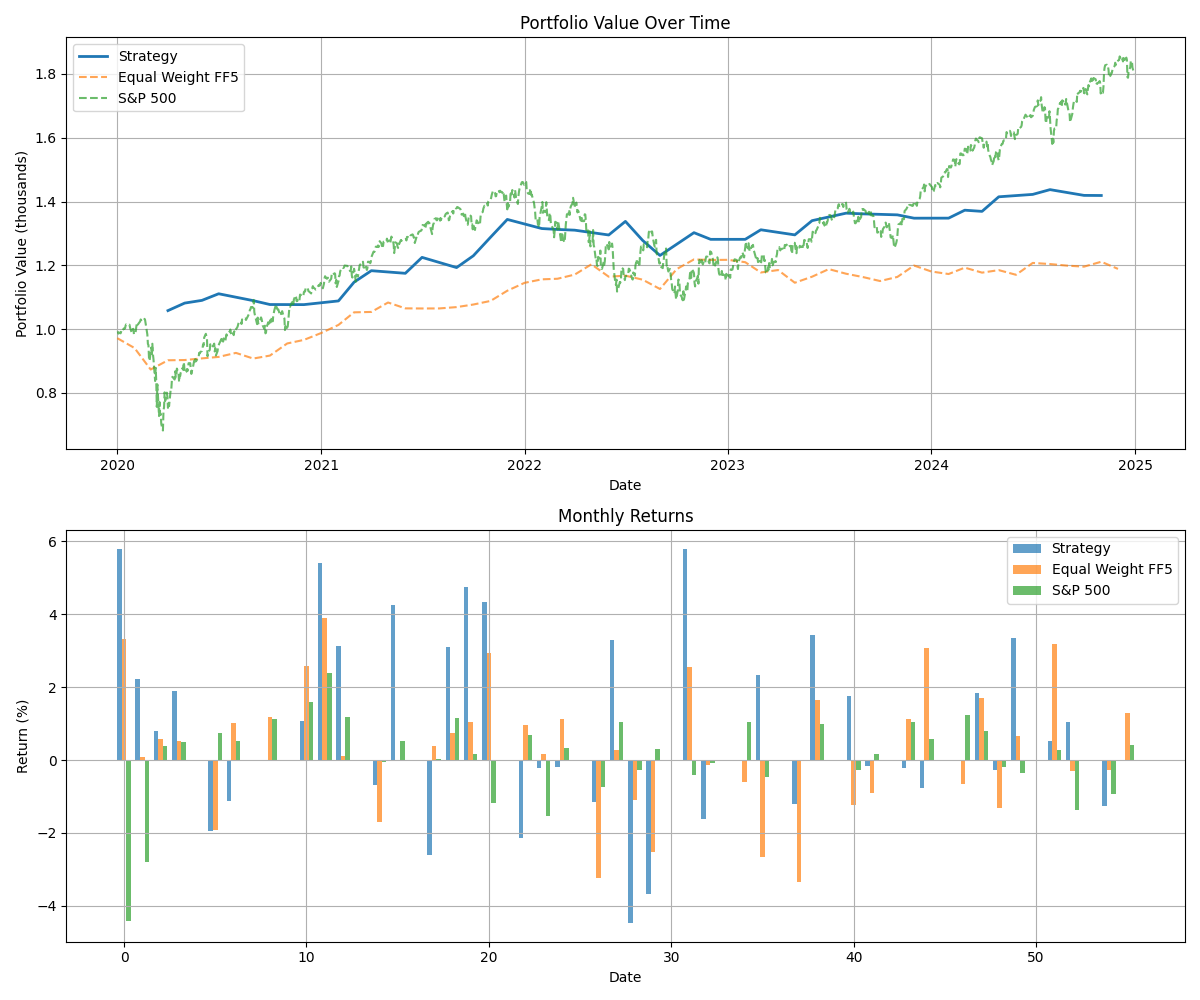 Portfolio Value Over Time
Portfolio Value (thousands)
1.8
1.6
1.4
1.2
1.0
0.8
Strategy
Equal Weight FF5
S&P 500
2020 2021 2022 2023 2024 2025
Date
Monthly Returns
Return (%)
6
4
2
0
−2
−4
Strategy
Equal Weight FF5
S&P 500
0 10 20 30 40 50
Date